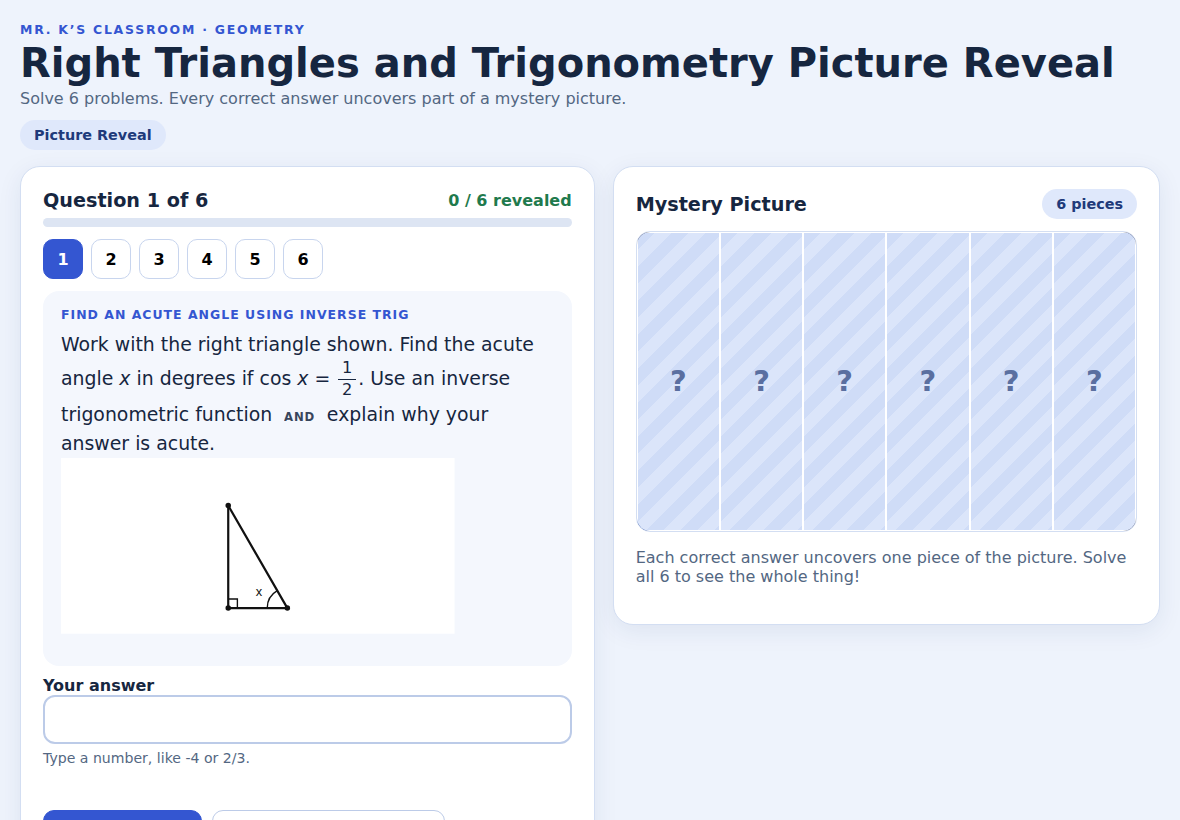 MR. K’S CLASSROOM · GEOMETRY
Right Triangles and Trigonometry Picture Reveal
Solve 6 problems. Every correct answer uncovers part of a mystery picture.
Picture Reveal
Question 1 of 6
0 / 6 revealed
1 2 3 4 5 6
FIND AN ACUTE ANGLE USING INVERSE TRIG
Work with the right triangle shown. Find the acute
angle x in degrees if cos x = 1/2. Use an inverse
trigonometric function AND explain why your
answer is acute.
x
Your answer
Type a number, like -4 or 2/3.
Mystery Picture
6 pieces
? ? ? ? ? ?
Each correct answer uncovers one piece of the picture. Solve
all 6 to see the whole thing!